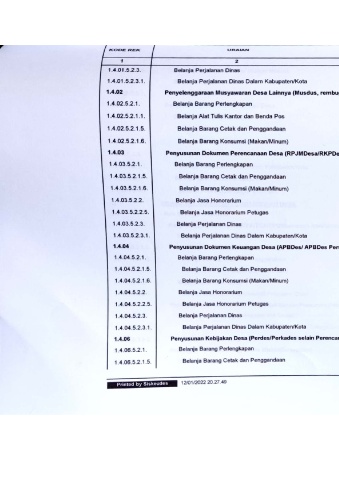 KODE REK URAIAN
1 2
1.4.01.5.2.3. Belanja Perjalanan Dinas
1.4.01.5.2.3.1. Belanja Perjalanan Dinas Dalam Kabupaten/Kota
1.4.02 Penyelenggaraan Musyawaran Desa Lainnya (Musdus, rembu
1.4.02.5.2.1. Belanja Barang Perlengkapan
1.4.02.5.2.1.1. Belanja Alat Tulis Kantor dan Benda Pos
1.4.02.5.2.1.5. Belanja Barang Cetak dan Penggandaan
1.4.02.5.2.1.6. Belanja Barang Konsumsi (Makan/Minum)
1.4.03 Penyusunan Dokumen Perencanaan Desa (RPJMDesa/RKPDe
1.4.03.5.2.1. Belanja Barang Perlengkapan
1.4.03.5.2.1.5. Belanja Barang Cetak dan Penggandaan
1.4.03.5.2.1.6. Belanja Barang Konsumsi (Makan/Minum)
1.4.03.5.2.2. Belanja Jasa Honorarium
1.4.03.5.2.2.5. Belanja Jasa Honorarium Petugas
1.4.03.5.2.3. Belanja Perjalanan Dinas
1.4.03.5.2.3.1. Belanja Perjalanan Dinas Dalam Kabupaten/Kota
1.4.04 Penyusunan Dokumen Keuangan Desa (APBDes/ APBDes Per
1.4.04.5.2.1. Belanja Barang Perlengkapan
1.4.04.5.2.1.5. Belanja Barang Cetak dan Penggandaan
1.4.04.5.2.1.6. Belanja Barang Konsumsi (Makan/Minum)
1.4.04.5.2.2. Belanja Jasa Honorarium
1.4.04.5.2.2.5. Belanja Jasa Honorarium Petugas
1.4.04.5.2.3. Belanja Perjalanan Dinas
1.4.04.5.2.3.1. Belanja Perjalanan Dinas Dalam Kabupaten/Kota
1.4.06 Penyusunan Kebijakan Desa (Perdes/Perkades selain Perencan
1.4.06.5.2.1. Belanja Barang Perlengkapan
1.4.06.5.2.1.5. Belanja Barang Cetak dan Penggandaan
Printed by Siskeudes 12/01/2022 20:27:46